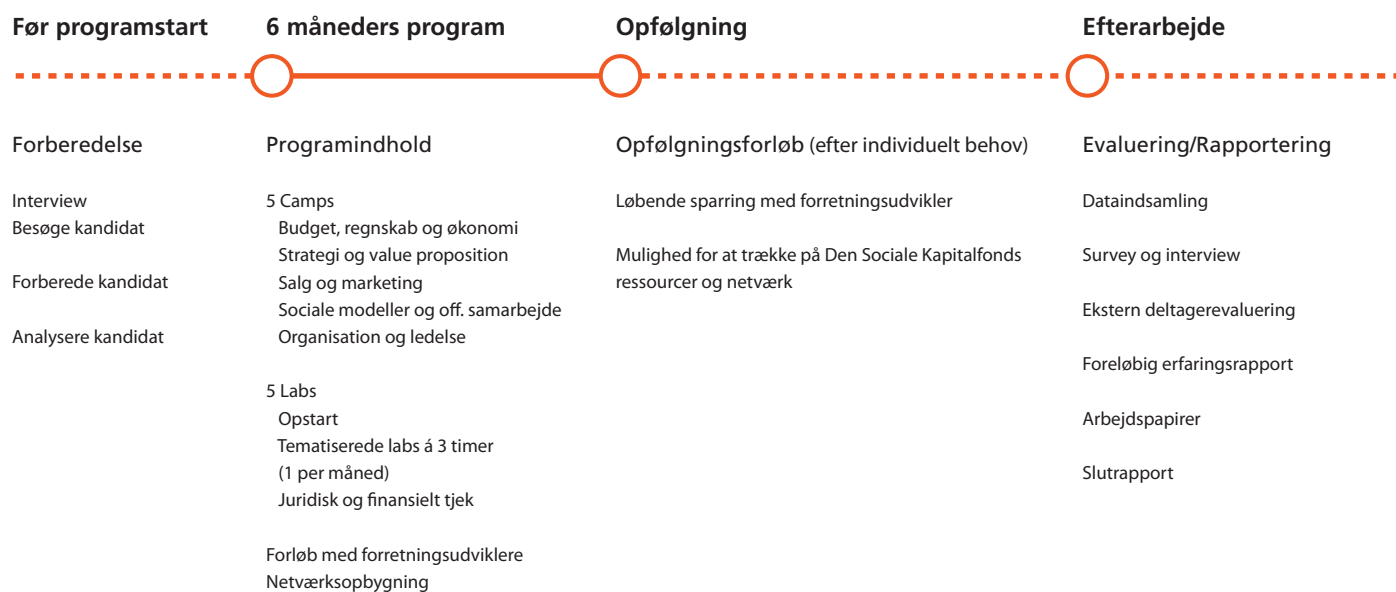 Før programstart
6 måneders program
Opfølgning
Efterarbejde
Forberedelse
Interview
Besøge kandidat
Forberede kandidat
Analysere kandidat
Programindhold
5 Camps
Budget, regnskab og økonomi
Strategi og value proposition
Salg og marketing
Sociale modeller og off. samarbejde
Organisation og ledelse
5 Labs
Opstart
Tematiserede labs á 3 timer
(1 per måned)
Juridisk og finansielt tjek
Forløb med forretningsudviklere
Netværksopbygning
Opfølgningsforløb (efter individuelt behov)
Løbende sparring med forretningsudvikler
Mulighed for at trække på Den Sociale Kapitalfonds
ressourcer og netværk
Evaluering/Rapportering
Dataindsamling
Survey og interview
Ekstern deltagerevaluering
Foreløbig erfaringsrapport
Arbejdspapirer
Slutrapport